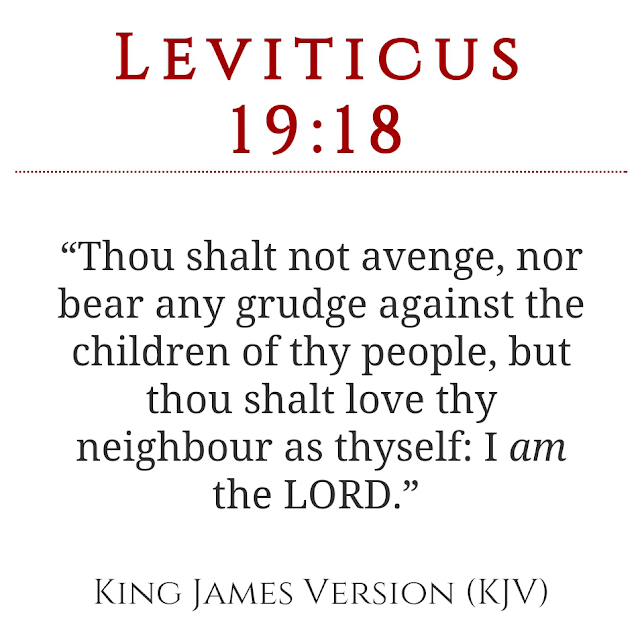 LEVITICUS
19:18
“Thou shalt not avenge, nor
bear any grudge against the
children of thy people, but
thou shalt love thy
neighbour as thyself: I am
the LORD.”
KING JAMES VERSION (KJV)